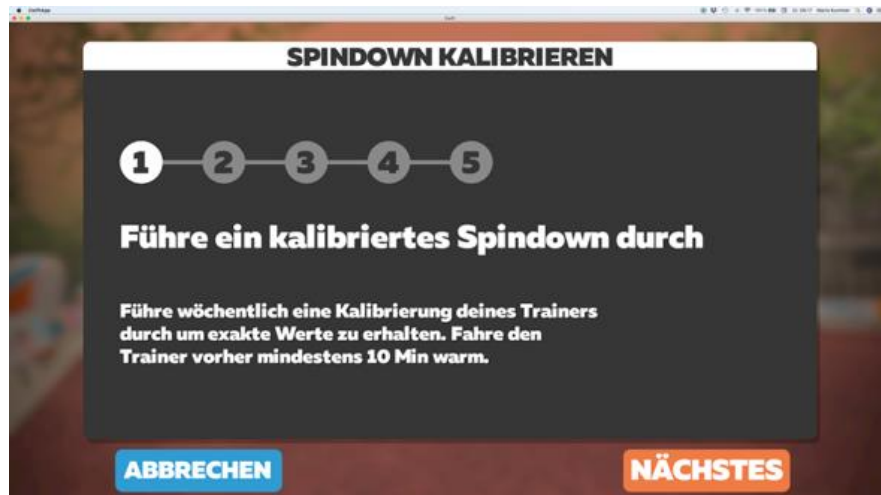 ZwiftApp
SPINDOWN KALIBRIEREN
1 2 3 4 5
Führe ein kalibriertes Spindown durch
Führe wöchentlich eine Kalibrierung deines Trainers
durch um exakte Werte zu erhalten. Fahre den
Trainer vorher mindestens 10 Min warm.
ABBRECHEN
NÄCHSTES